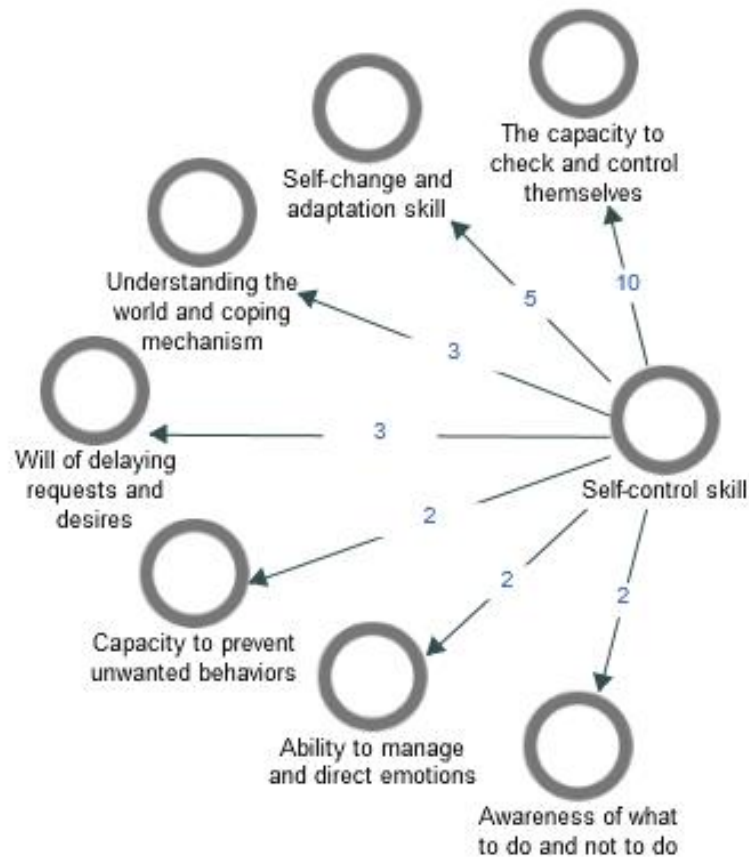 The capacity to
check and control
themselves
Self-change and
adaptation skill
10
Understanding the
world and coping
mechanism
5
3
3
Will of delaying
requests and
desires
Self-control skill
2
Capacity to prevent
unwanted behaviors
2
2
Ability to manage
and direct emotions
Awareness of what
to do and not to do